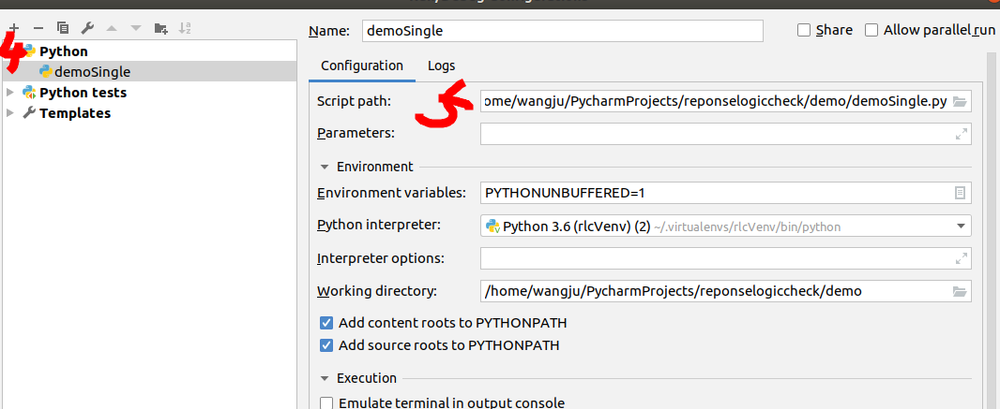 Name: demoSingle Share Allow parallel run
4 Python
demoSingle
Python tests
Templates
Configuration Logs
Script path: 5 ome/wangju/PycharmProjects/reponselogiccheck/demo/demoSingle.py
Parameters:
Environment
Environment variables: PYTHONUNBUFFERED=1
Python interpreter: Python 3.6 (rlcVenv) (2) ~/.virtualenvs/rlcVenv/bin/python
Interpreter options:
Working directory: /home/wangju/PycharmProjects/reponselogiccheck/demo
Add content roots to PYTHONPATH
Add source roots to PYTHONPATH
Execution
Emulate terminal in output console